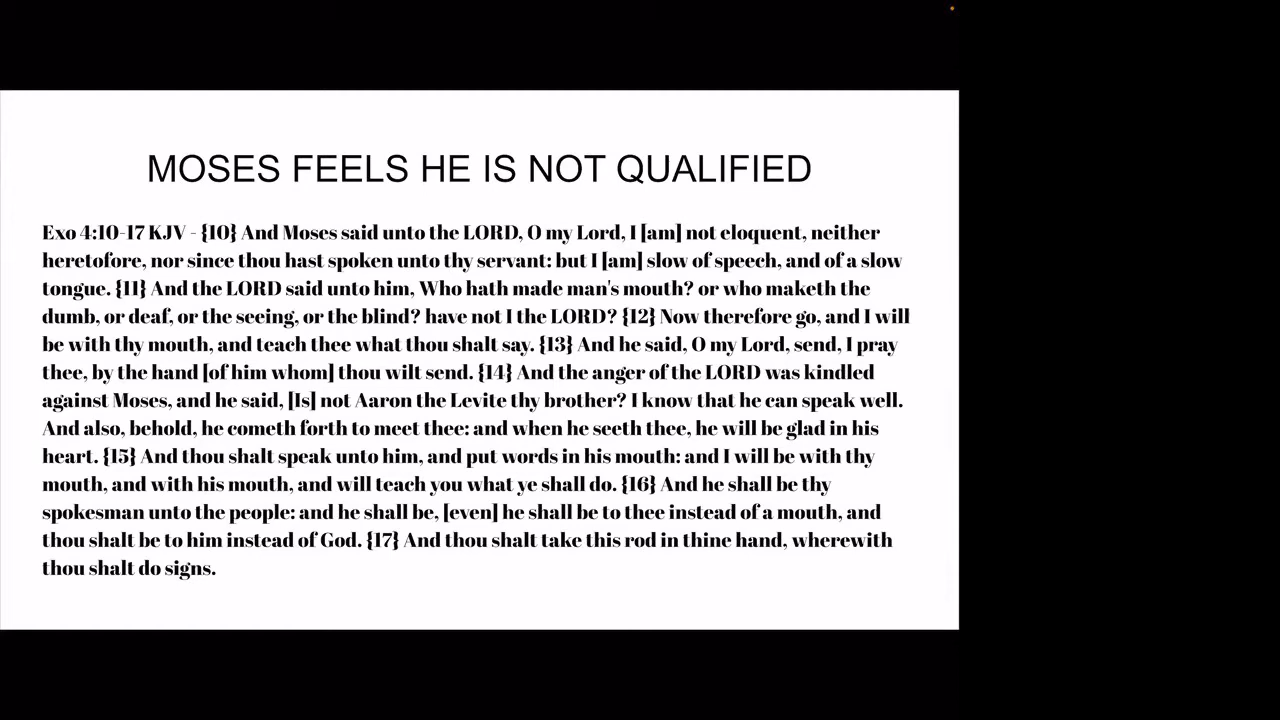 MOSES FEELS HE IS NOT QUALIFIED
Exo 4:10-17 KJV - {10} And Moses said unto the LORD, O my Lord, I [am] not eloquent, neither
heretofore, nor since thou hast spoken unto thy servant: but I [am] slow of speech, and of a slow
tongue. {11} And the LORD said unto him, Who hath made man's mouth? or who maketh the
dumb, or deaf, or the seeing, or the blind? have not I the LORD? {12} Now therefore go, and I will
be with thy mouth, and teach thee what thou shalt say. {13} And he said, O my Lord, send, I pray
thee, by the hand [of him whom] thou wilt send. {14} And the anger of the LORD was kindled
against Moses, and he said, [Is] not Aaron the Levite thy brother? I know that he can speak well.
And also, behold, he cometh forth to meet thee: and when he seeth thee, he will be glad in his
heart. {15} And thou shalt speak unto him, and put words in his mouth: and I will be with thy
mouth, and with his mouth, and will teach you what ye shall do. {16} And he shall be thy
spokesman unto the people: and he shall be, [even] he shall be to thee instead of a mouth, and
thou shalt be to him instead of God. {17} And thou shalt take this rod in thine hand, wherewith
thou shalt do signs.